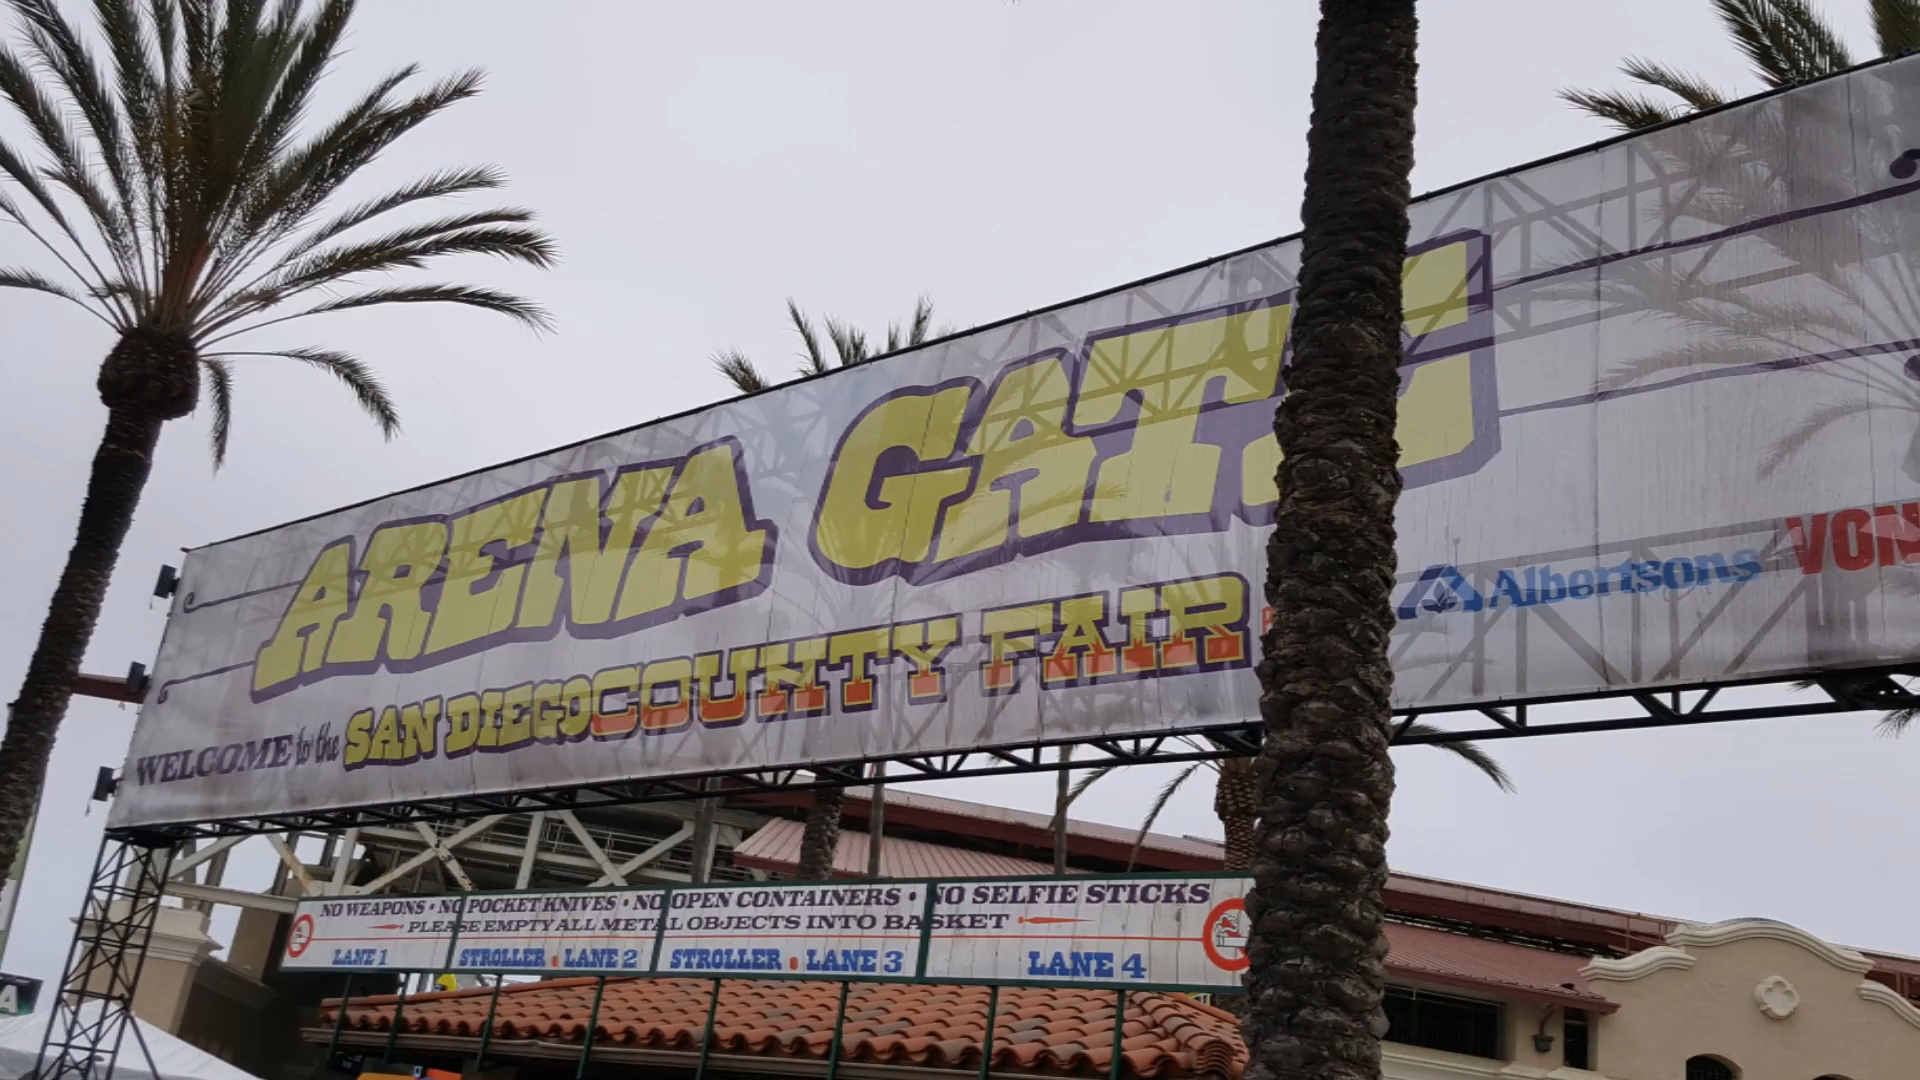 ARENA GATE
WELCOME to the SAN DIEGO COUNTY FAIR
Albertsons
VON
NO WEAPONS • NO POCKET KNIVES • NO OPEN CONTAINERS • NO SELFIE STICKS
PLEASE EMPTY ALL METAL OBJECTS INTO BASKET
LANE 1
STROLLER • LANE 2
STROLLER • LANE 3
LANE 4
A